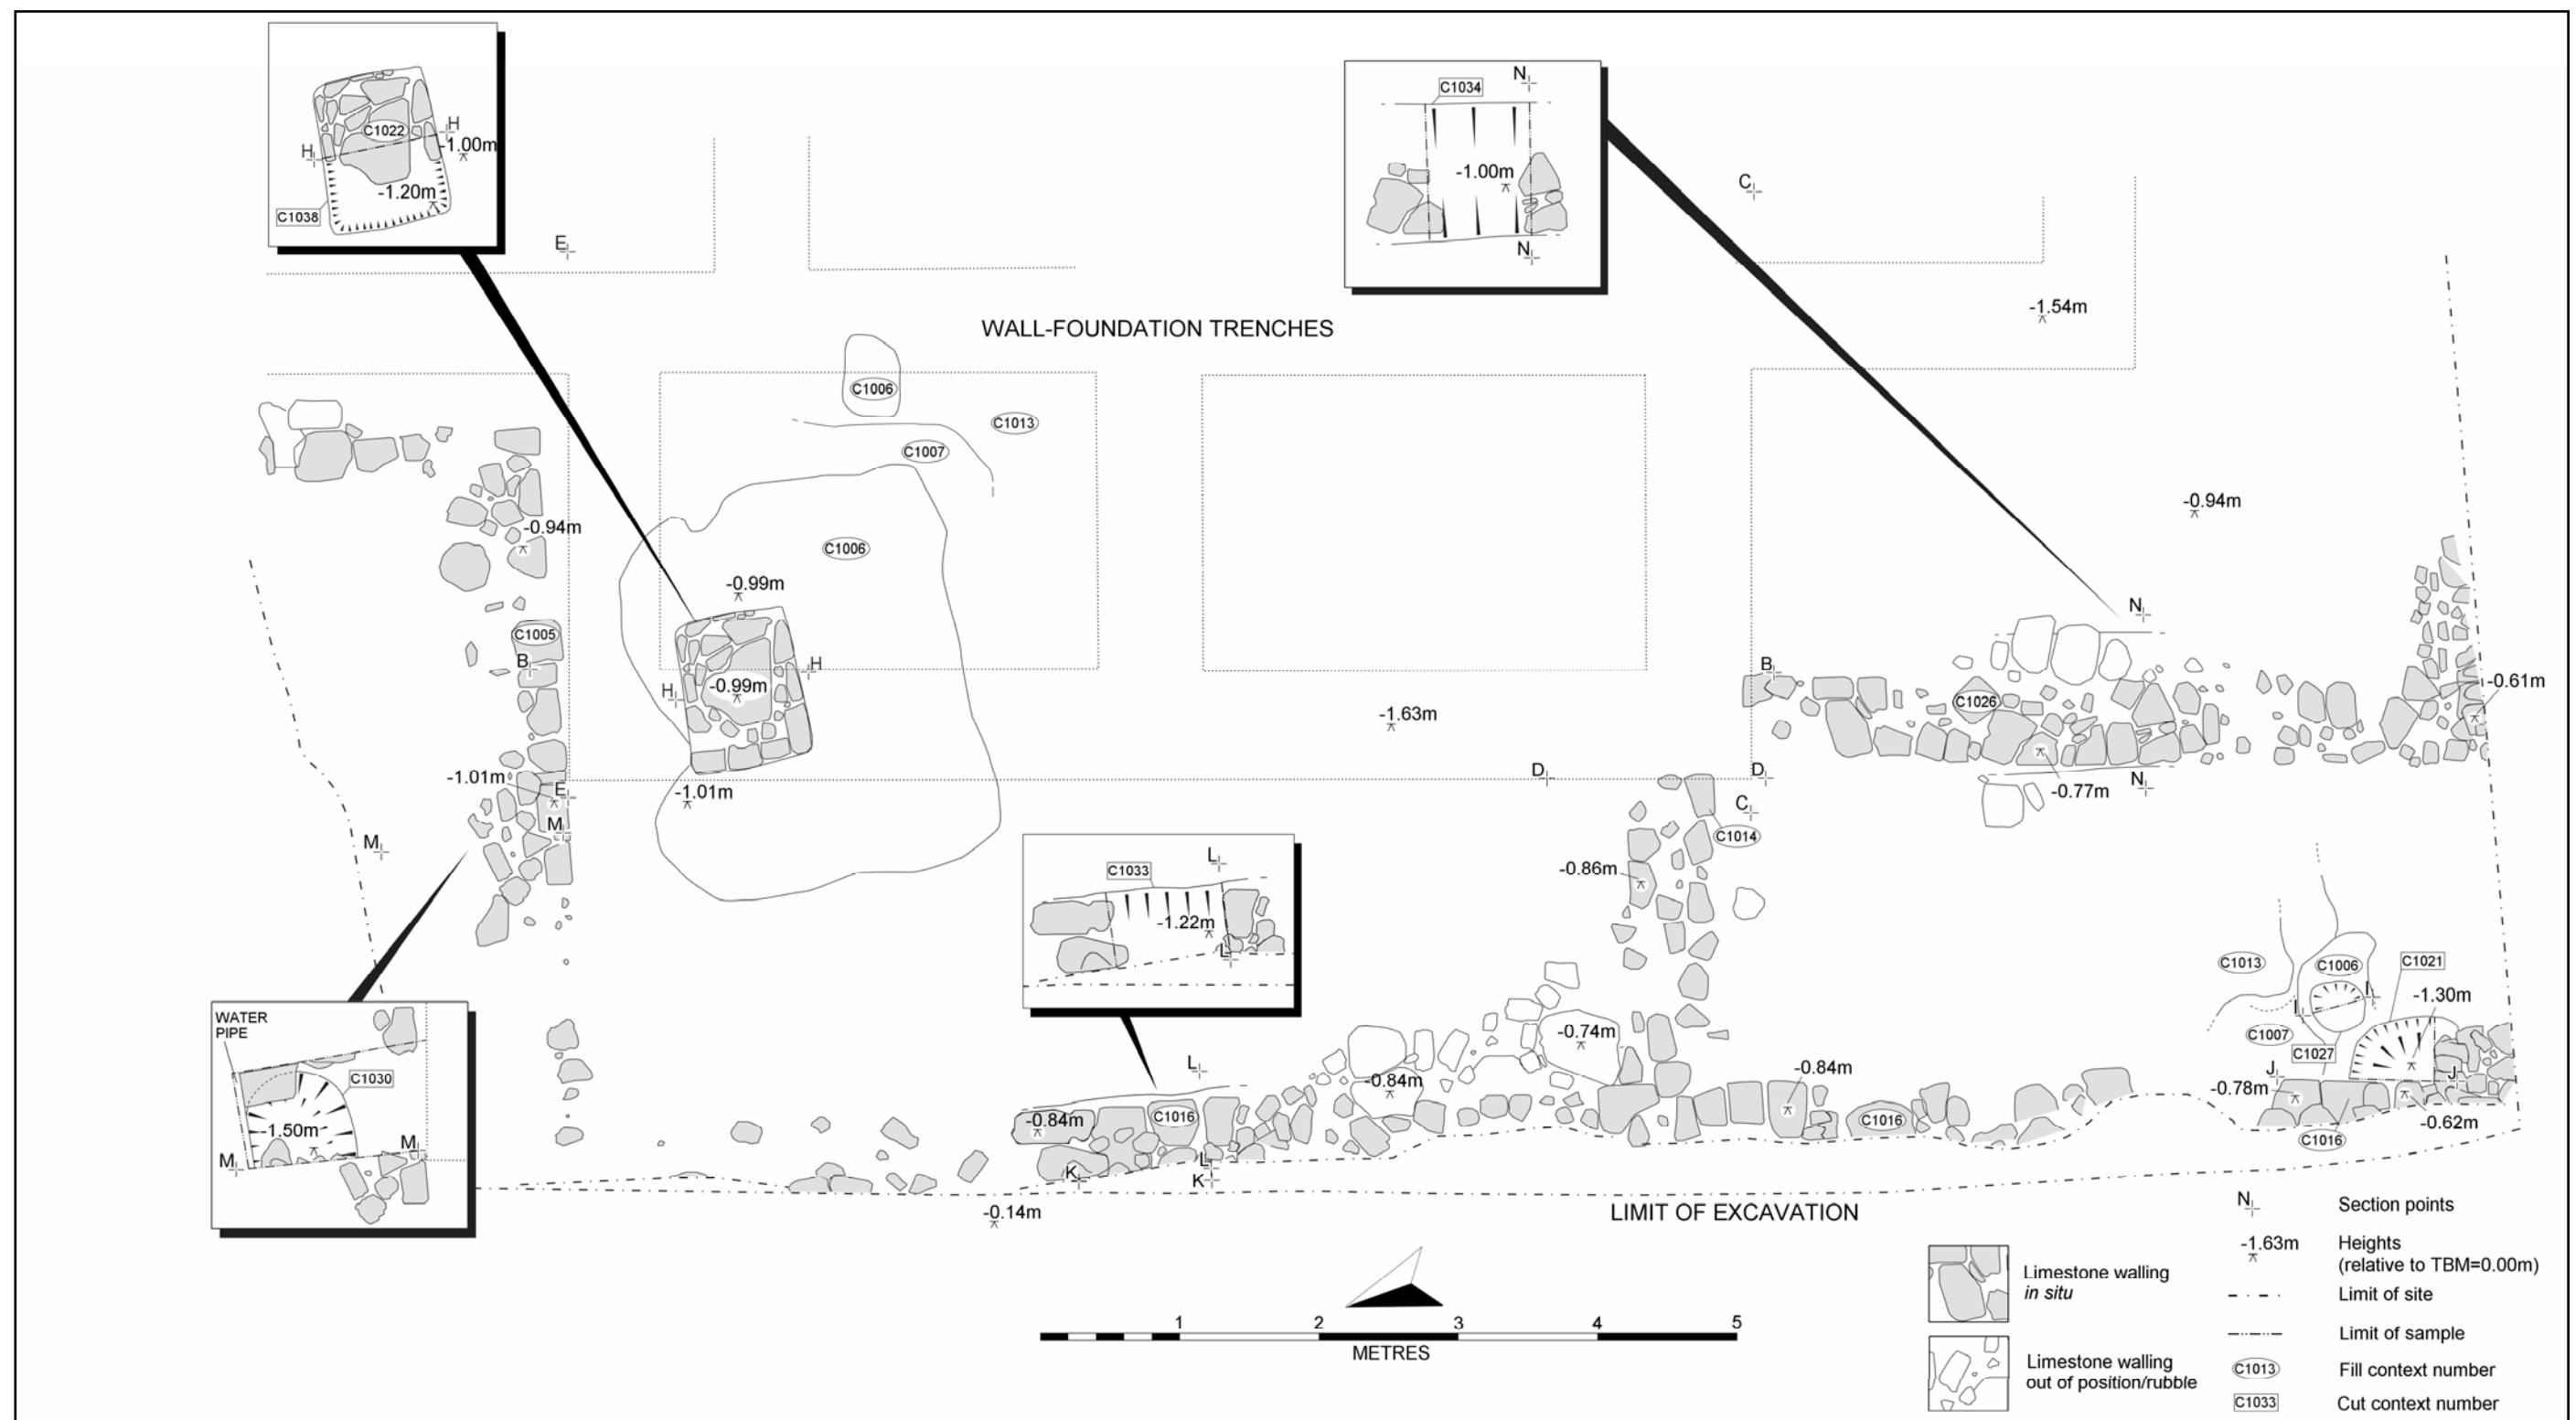 N
C1034
C1022
H
H
-1.00m
-1.00m
-1.20m
C1038
N
C
E
-1.54m
WALL-FOUNDATION TRENCHES
C1006
C1013
C1007
-0.94m
-0.94m
C1006
-0.99m
N
C1005
B
B
H
H
-0.99m
-0.61m
C1026
-1.63m
-1.01m
E
D
D
N
-0.77m
-1.01m
C
M
M
C1014
L
C1033
-0.86m
-1.22m
L
C1013
C1006
C1021
I
I
-1.30m
WATER
PIPE
-0.74m
C1007
C1027
L
C1030
-0.84m
-0.84m
J
J
-0.78m
-0.84m
C1016
C1016
-0.62m
-1.50m
M
M
C1016
L
K
K
-0.14m
LIMIT OF EXCAVATION
N
Section points
-1.63m
Heights
(relative to TBM=0.00m)
Limestone walling
in situ
Limit of site
1
2
3
4
5
Limit of sample
METRES
Limestone walling
out of position/rubble
C1013
Fill context number
C1033
Cut context number